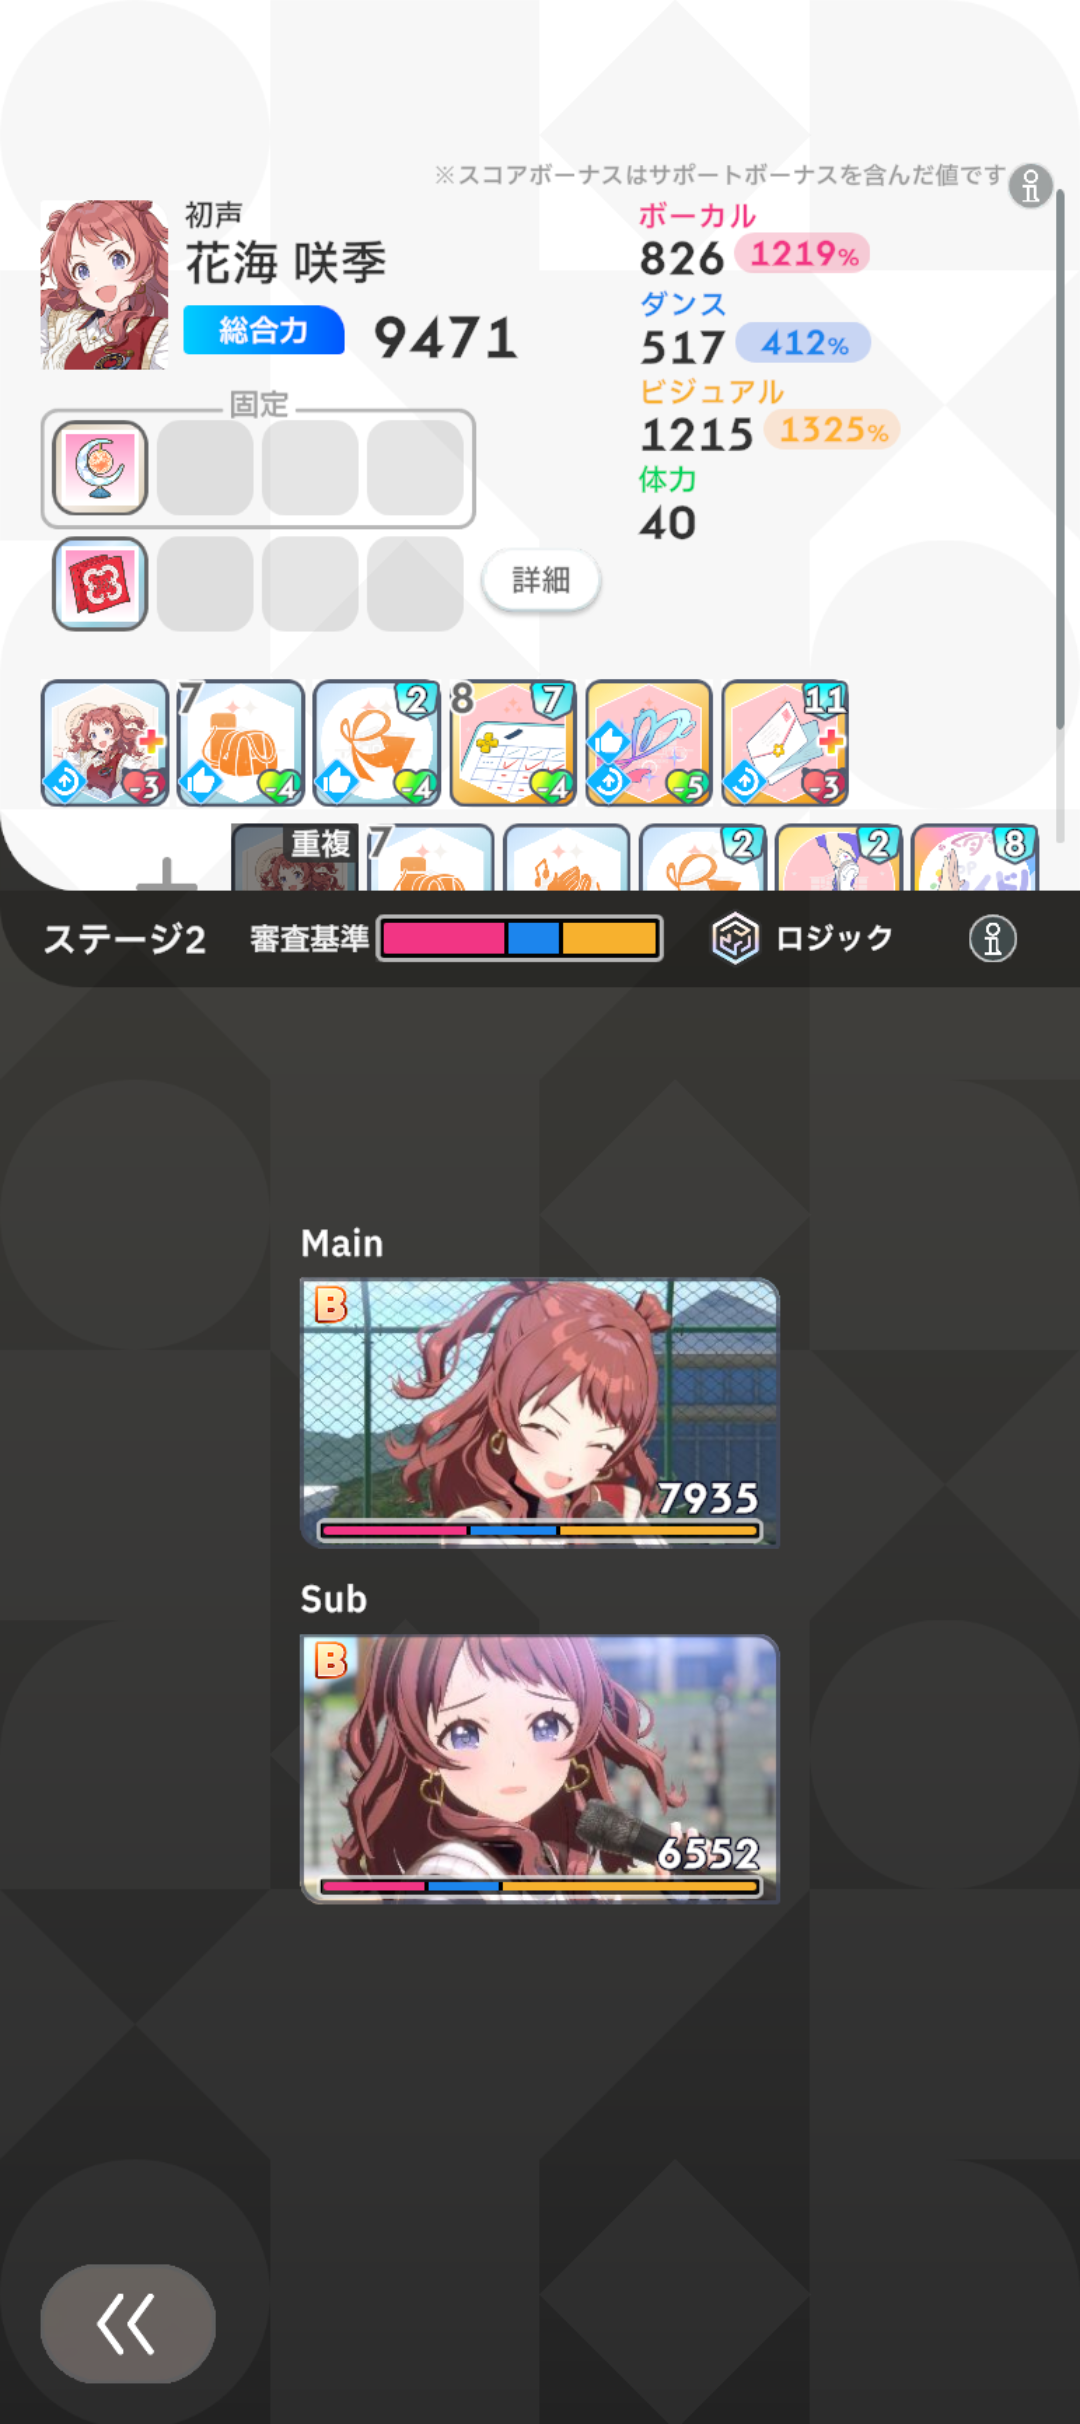 ※スコアボーナスはサポートボーナスを含んだ値です
初声
花海 咲季
総合力 9471
ボーカル
826 1219%
ダンス
517 412%
ビジュアル
1215 1325%
体力
40
固定
詳細
-3
7 -4
2 -4
8 7 -4
-5
11 -3
重複
7
2
2
8
ステージ2 審査基準 ロジック
Main
B
7935
Sub
B
6552